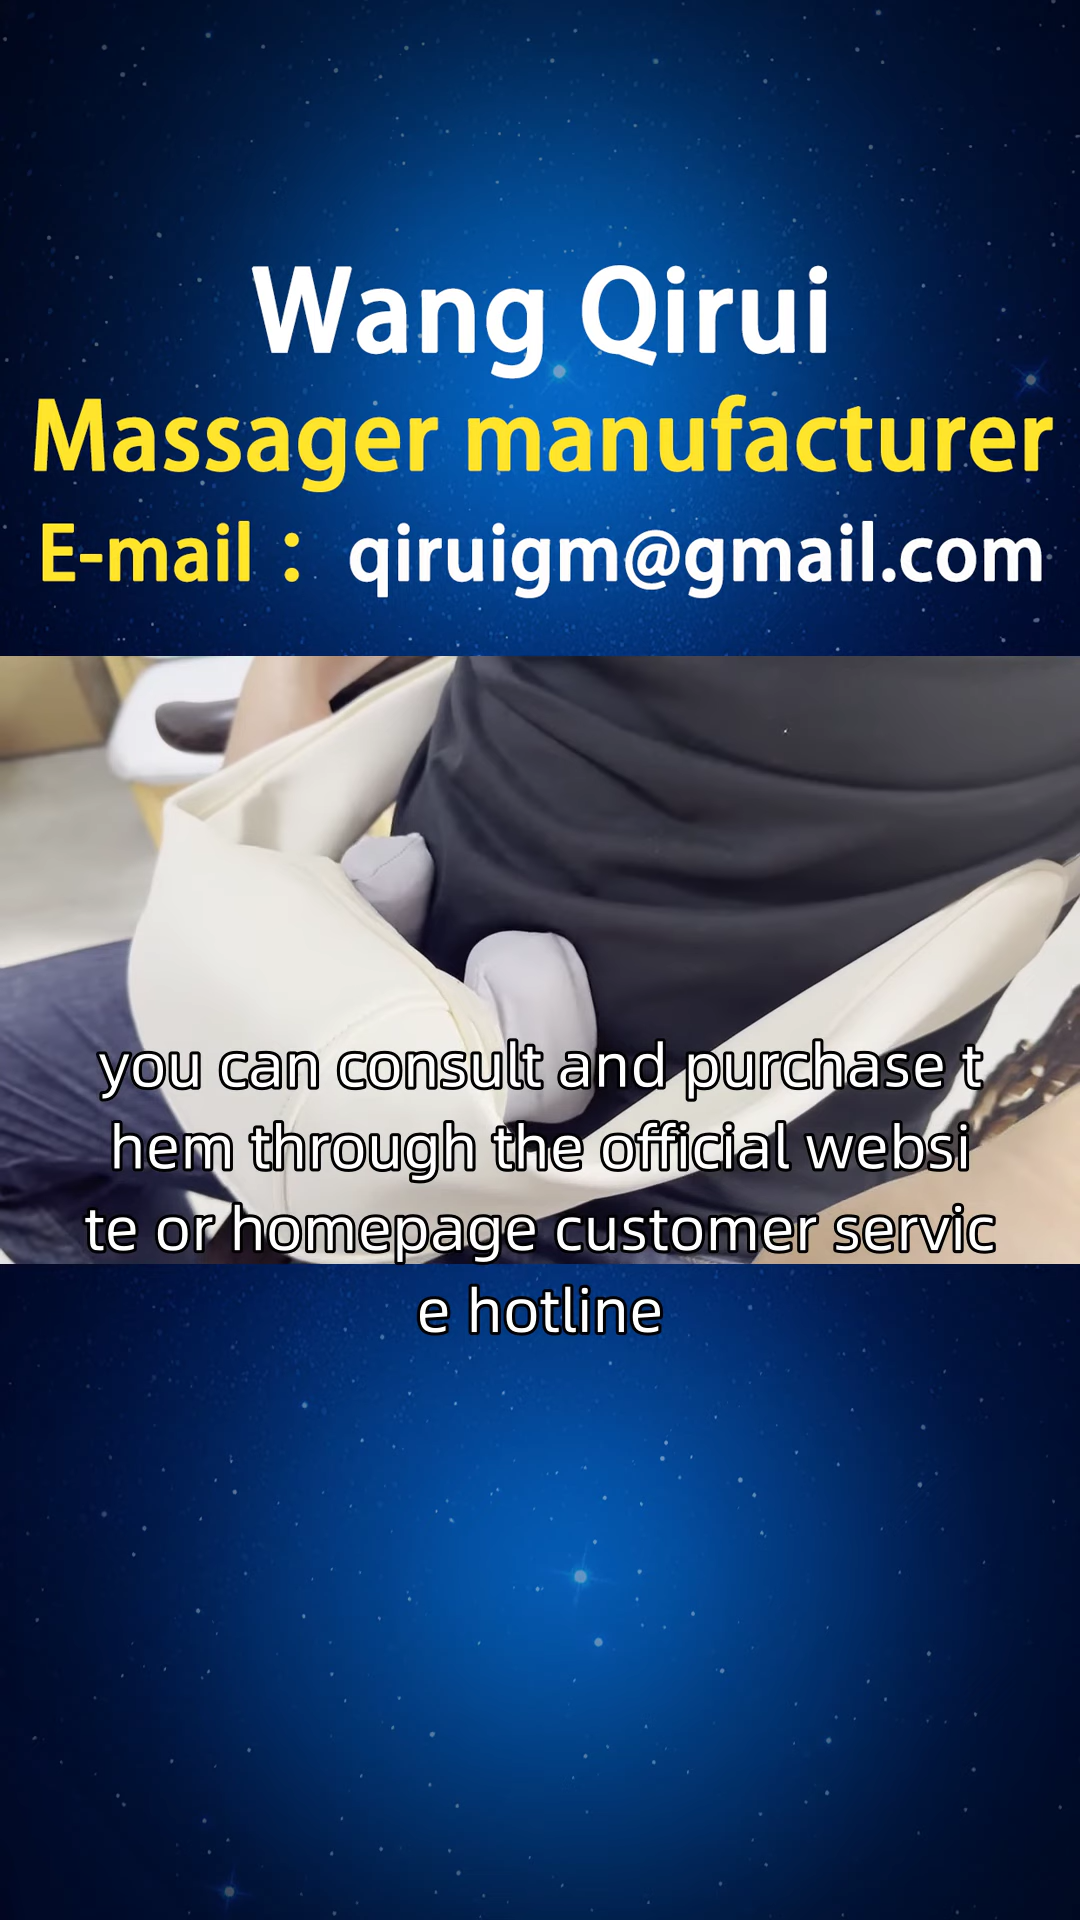 Wang Qirui
Massager manufacturer
E-mail： qiruigm@gmail.com
you can consult and purchase t
hem through the official websi
te or homepage customer servic
e hotline